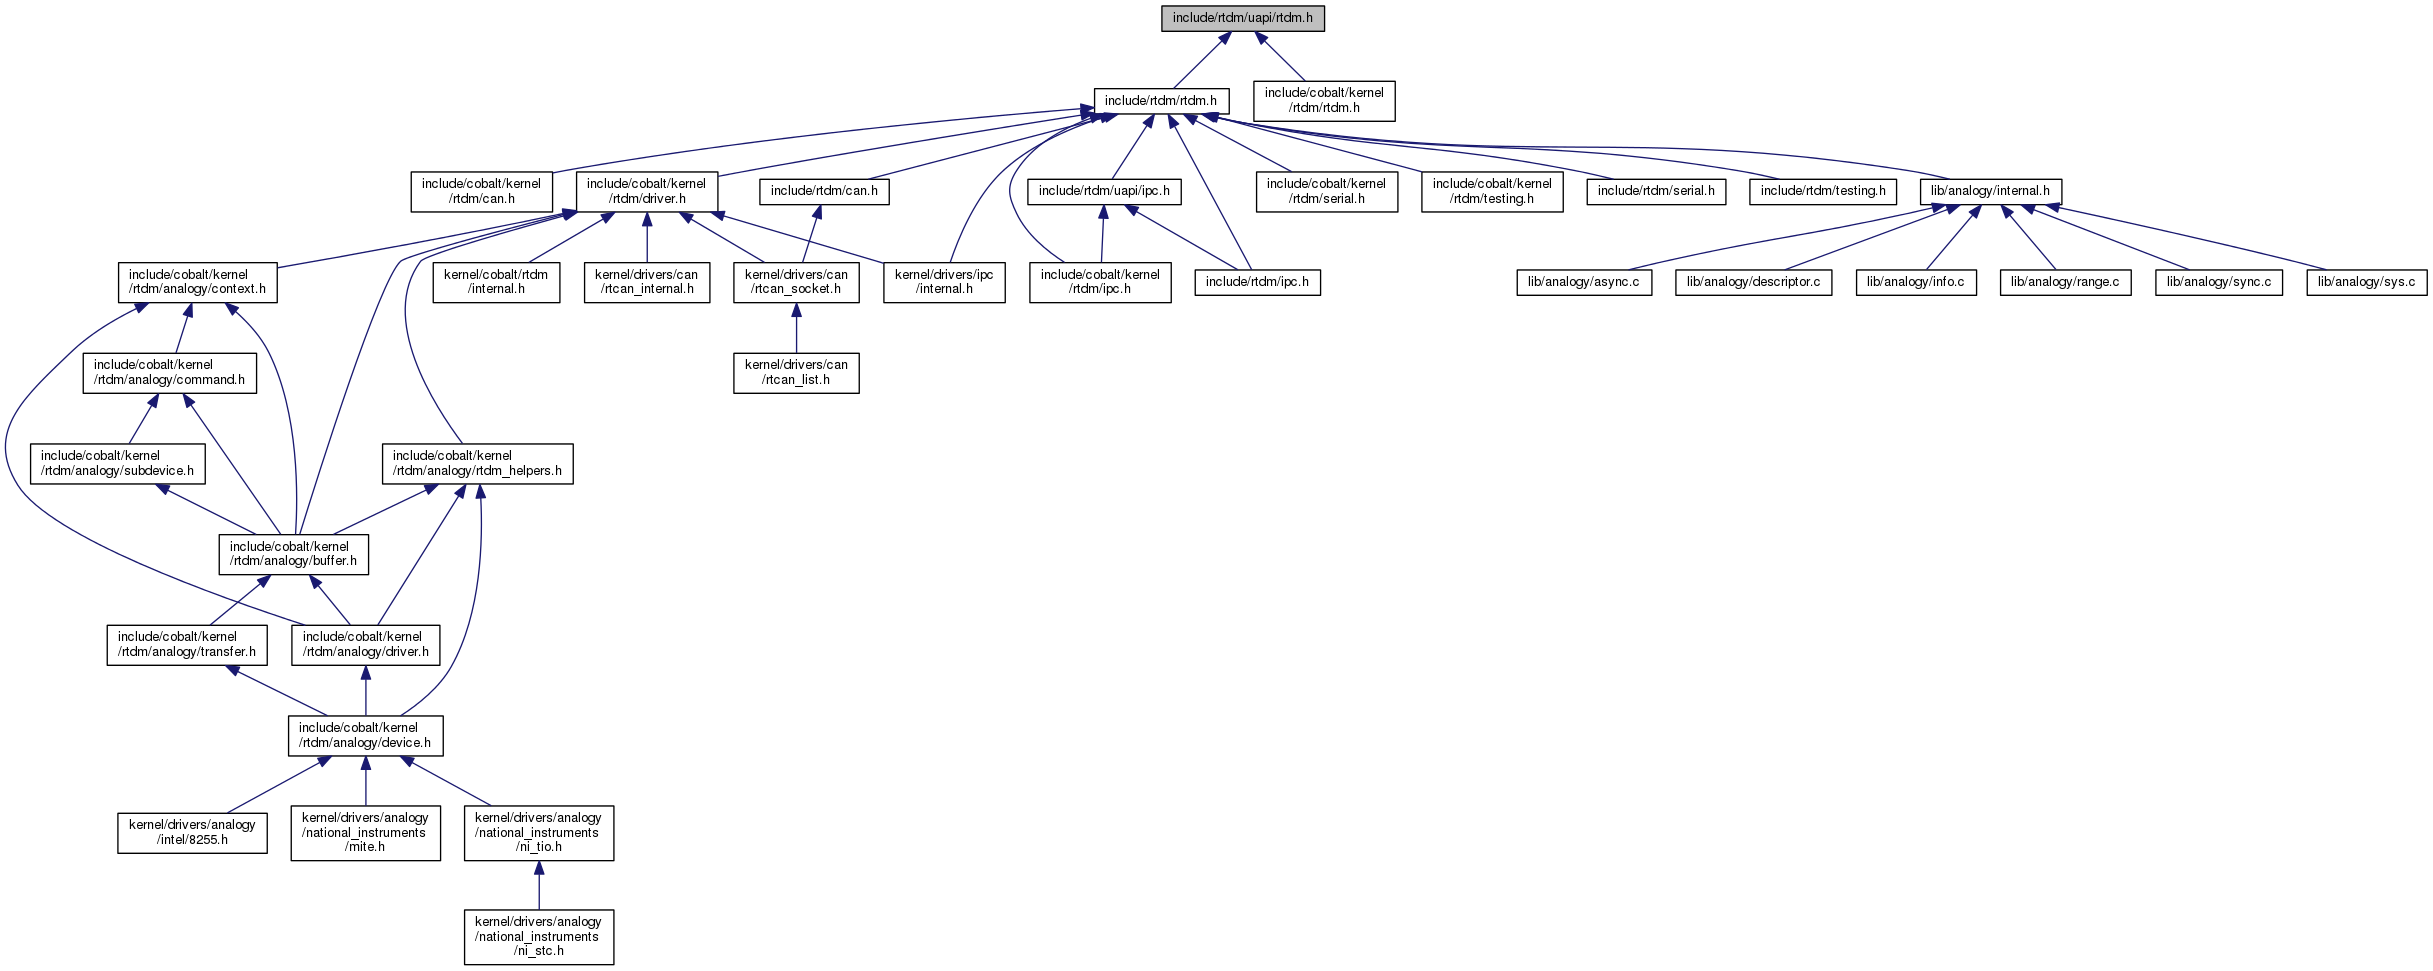 include/rtdm/uapi/rtdm.h
include/rtdm/rtdm.h
include/cobalt/kernel
/rtdm/rtdm.h
include/cobalt/kernel
/rtdm/can.h
include/cobalt/kernel
/rtdm/driver.h
include/rtdm/can.h
include/rtdm/uapi/ipc.h
include/cobalt/kernel
/rtdm/serial.h
include/cobalt/kernel
/rtdm/testing.h
include/rtdm/serial.h
include/rtdm/testing.h
lib/analogy/internal.h
include/cobalt/kernel
/rtdm/analogy/context.h
kernel/cobalt/rtdm
/internal.h
kernel/drivers/can
/rtcan_internal.h
kernel/drivers/can
/rtcan_socket.h
kernel/drivers/ipc
/internal.h
include/cobalt/kernel
/rtdm/ipc.h
include/rtdm/ipc.h
lib/analogy/async.c
lib/analogy/descriptor.c
lib/analogy/info.c
lib/analogy/range.c
lib/analogy/sync.c
lib/analogy/sys.c
include/cobalt/kernel
/rtdm/analogy/command.h
kernel/drivers/can
/rtcan_list.h
include/cobalt/kernel
/rtdm/analogy/subdevice.h
include/cobalt/kernel
/rtdm/analogy/rtdm_helpers.h
include/cobalt/kernel
/rtdm/analogy/buffer.h
include/cobalt/kernel
/rtdm/analogy/transfer.h
include/cobalt/kernel
/rtdm/analogy/driver.h
include/cobalt/kernel
/rtdm/analogy/device.h
kernel/drivers/analogy
/intel/8255.h
kernel/drivers/analogy
/national_instruments
/mite.h
kernel/drivers/analogy
/national_instruments
/ni_tio.h
kernel/drivers/analogy
/national_instruments
/ni_stc.h